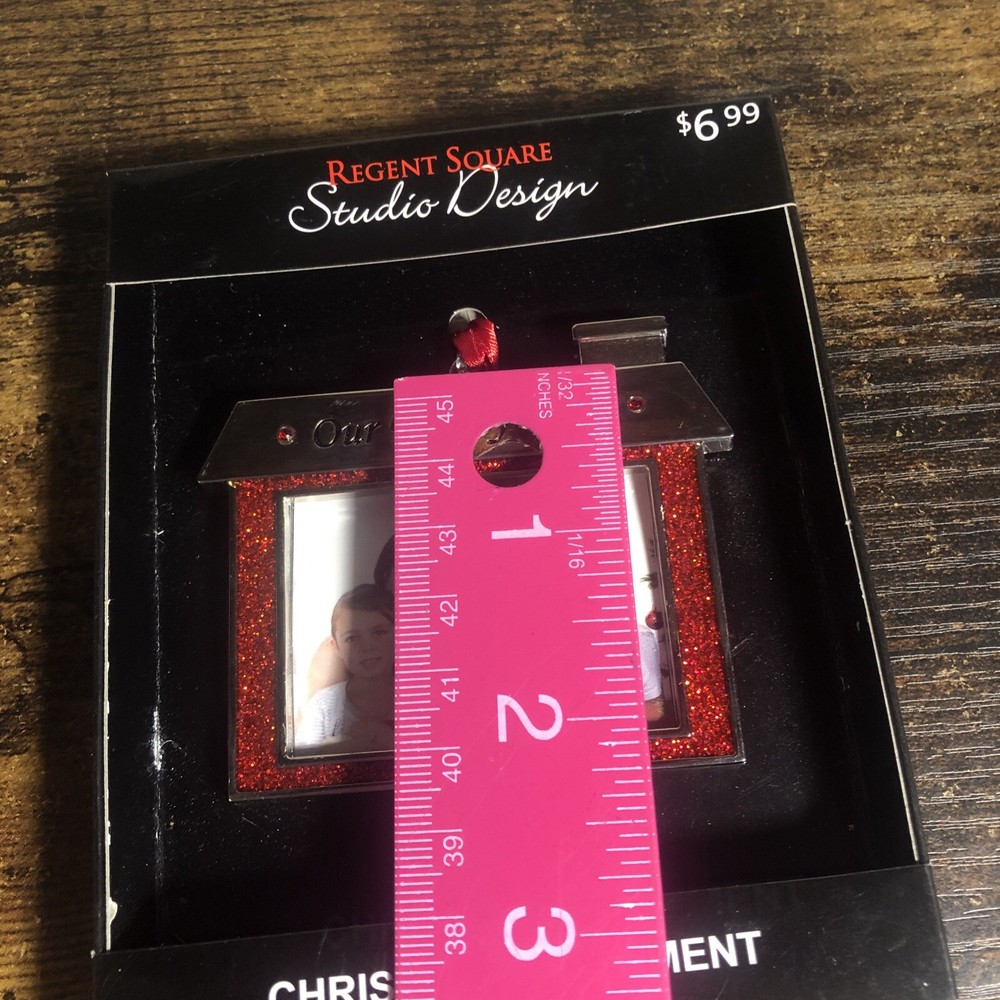 $6.99
REGENT SQUARE
Studio Design
Our
INCHES
1/32
1/16
45
44
43
42
41
40
39
38
1
2
3
CHRIS
MENT